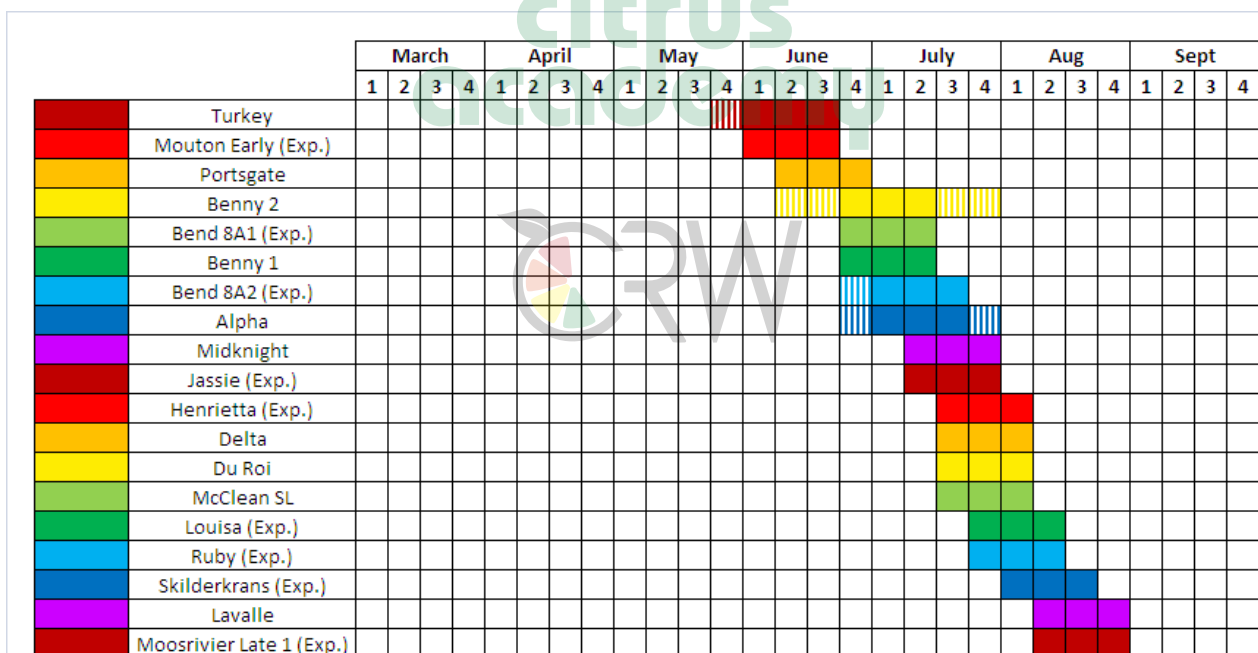 citrus
academy
March April May June July Aug Sept
1 2 3 4 1 2 3 4 1 2 3 4 1 2 3 4 1 2 3 4 1 2 3 4 1 2 3 4
Turkey
Mouton Early (Exp.)
Portsgate
Benny 2
Bend 8A1 (Exp.)
Benny 1
Bend 8A2 (Exp.)
Alpha
Midknight
Jassie (Exp.)
Henrietta (Exp.)
Delta
Du Roi
McClean SL
Louisa (Exp.)
Ruby (Exp.)
Skilderkrans (Exp.)
Lavalle
Moosrivier Late 1 (Exp.)
CRW